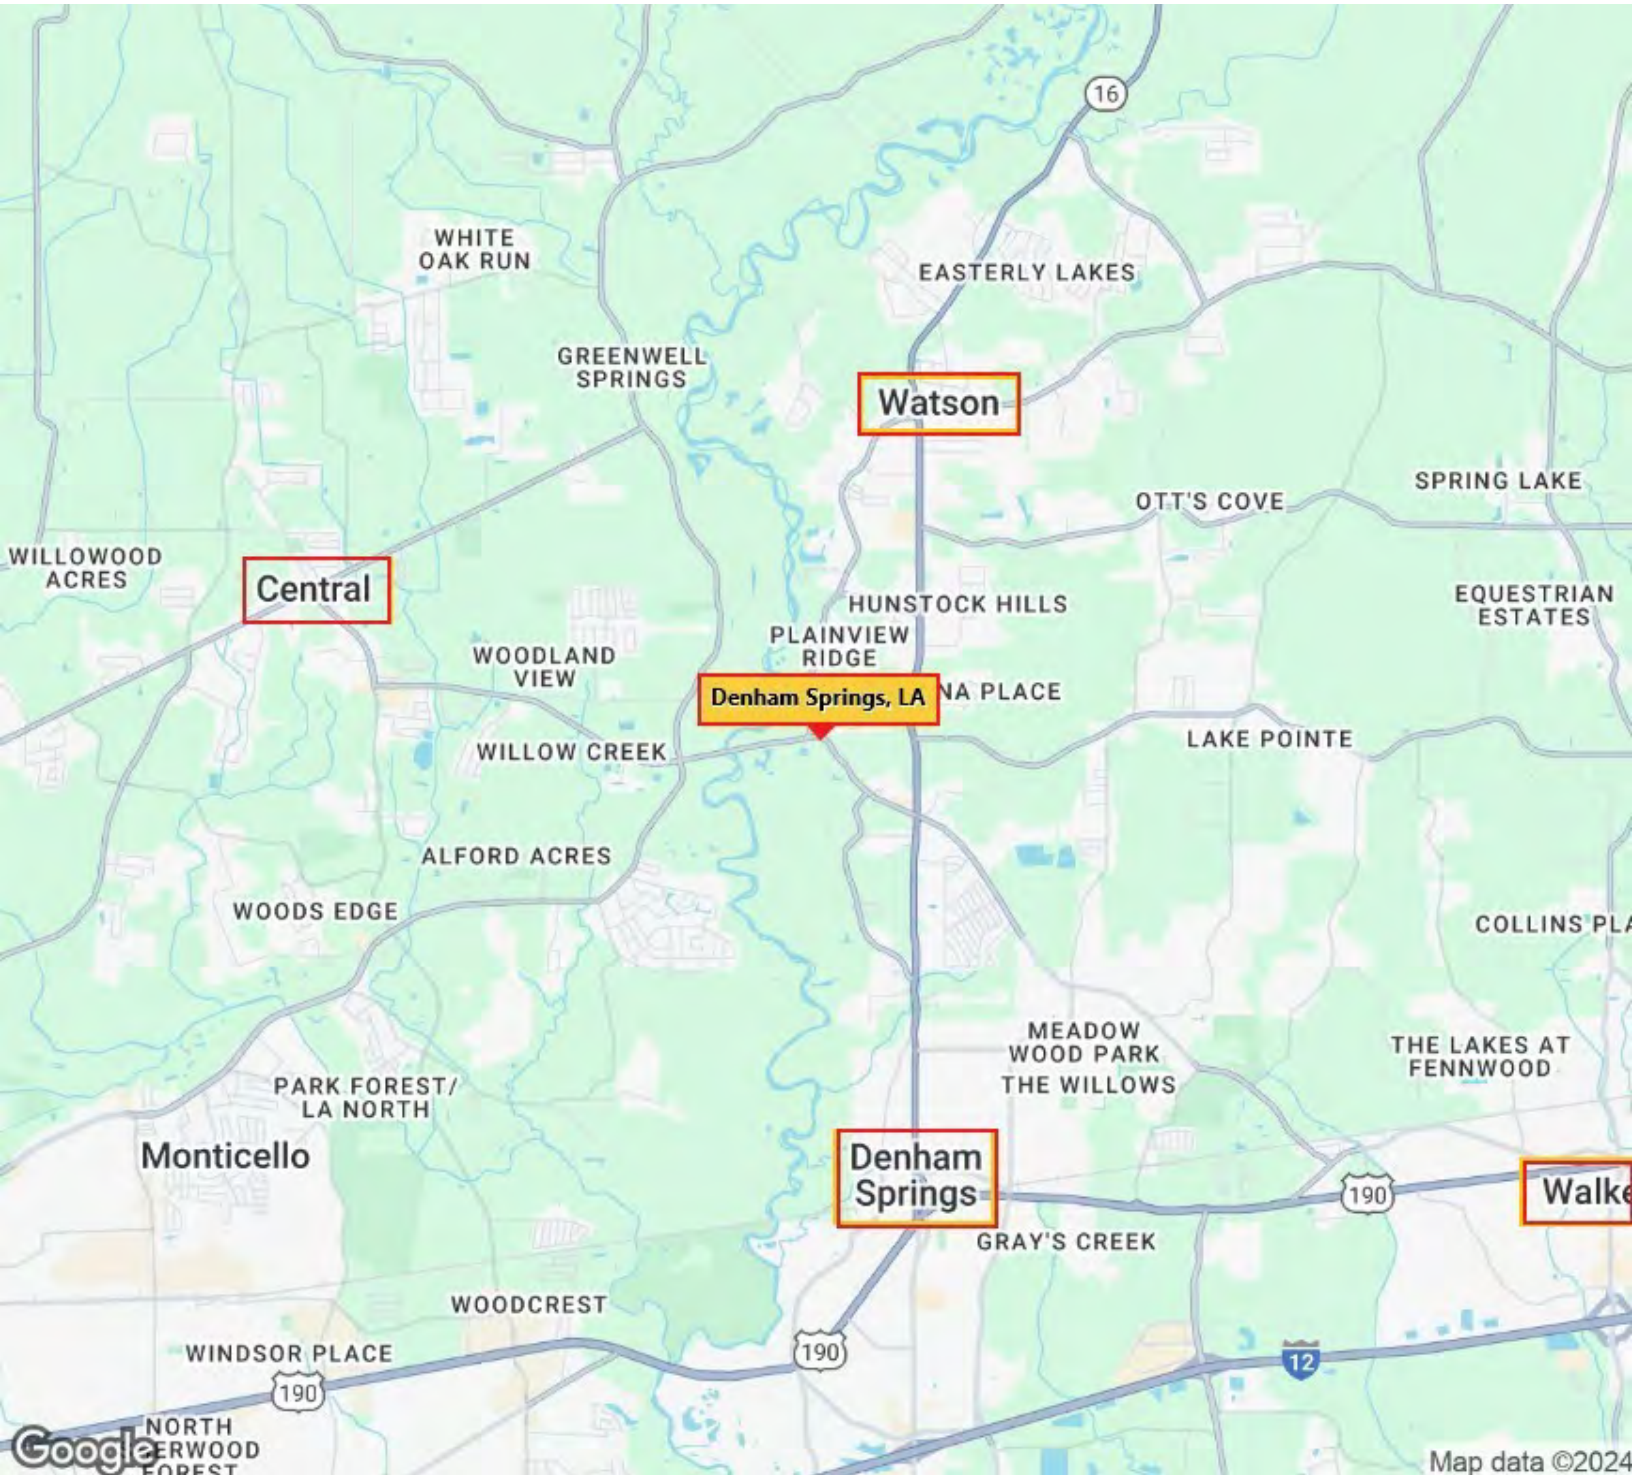 16
WHITE
OAK RUN
EASTERLY LAKES
GREENWELL
SPRINGS
Watson
SPRING LAKE
OTT'S COVE
WILLOWOOD
ACRES
Central
EQUESTRIAN
ESTATES
HUNSTOCK HILLS
PLAINVIEW
RIDGE
WOODLAND
VIEW
Denham Springs, LA
NA PLACE
WILLOW CREEK
LAKE POINTE
ALFORD ACRES
WOODS EDGE
COLLINS PLA
MEADOW
WOOD PARK
THE WILLOWS
THE LAKES AT
FENNWOOD
PARK FOREST/
LA NORTH
Monticello
Denham
Springs
190
Walke
GRAY'S CREEK
WOODCREST
WINDSOR PLACE
190
190
12
NORTH
ERWOOD
FOREST
Google
Map data ©2024